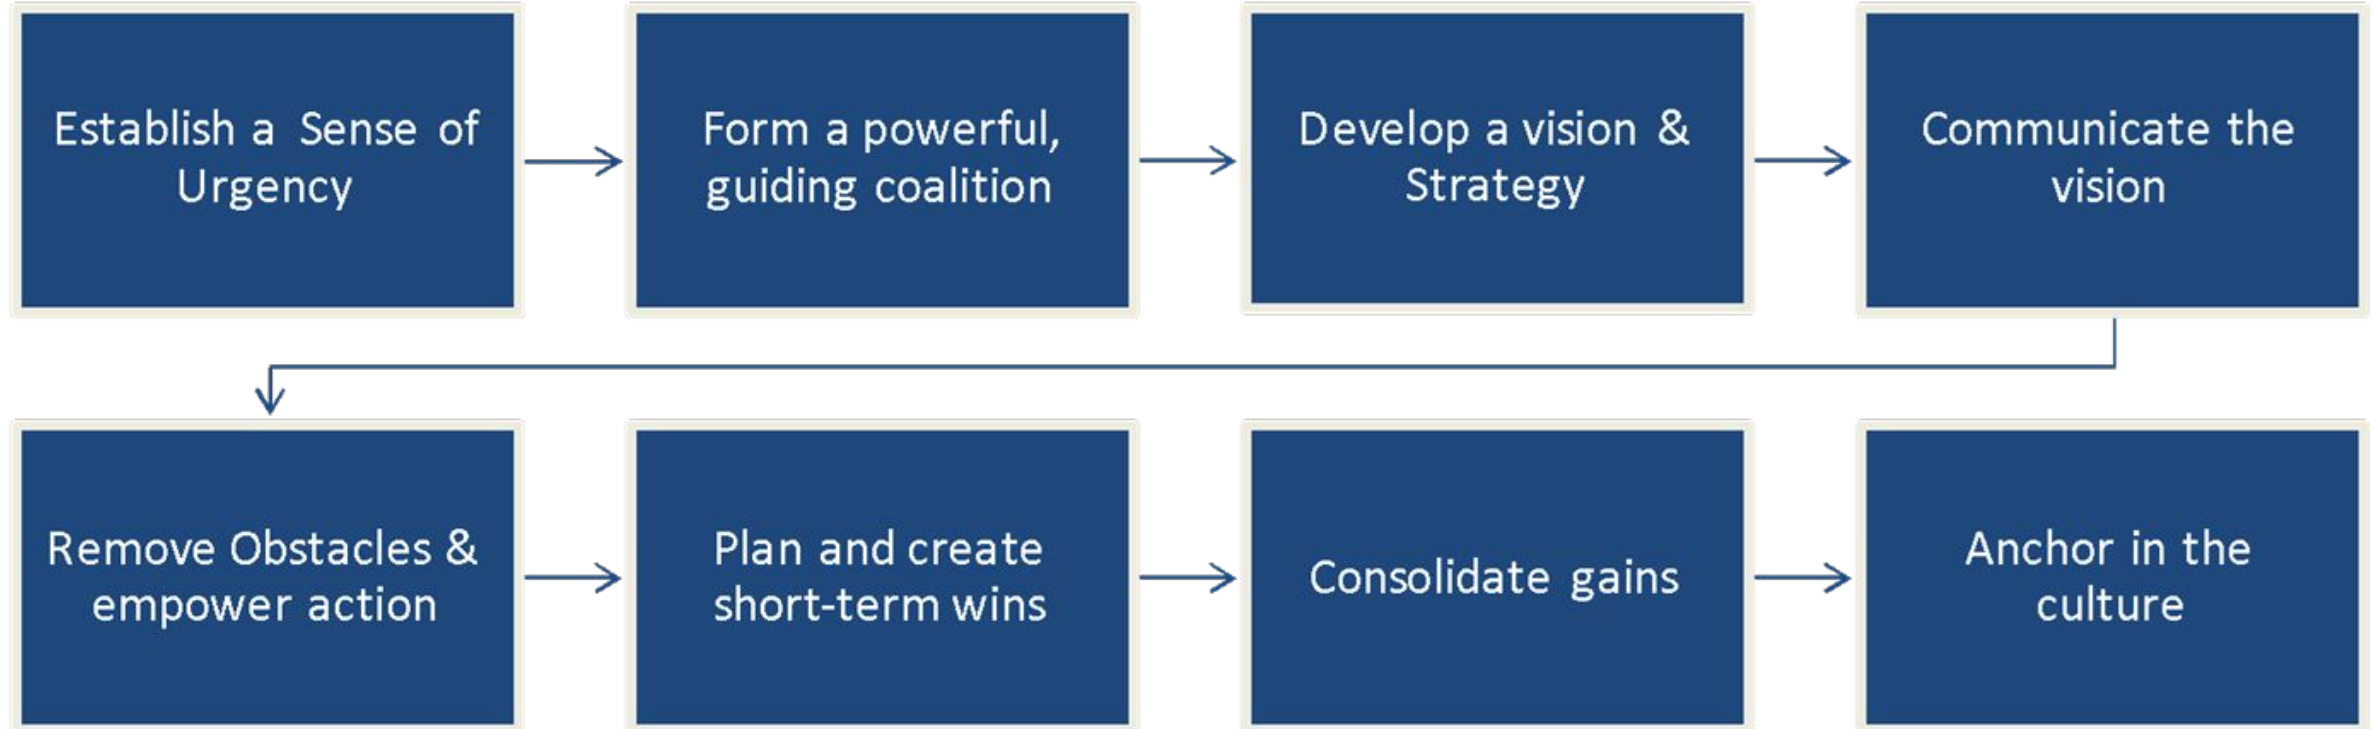 Establish a Sense of
Urgency
Form a powerful,
guiding coalition
Develop a vision &
Strategy
Communicate the
vision
Remove Obstacles &
empower action
Plan and create
short-term wins
Consolidate gains
Anchor in the
culture